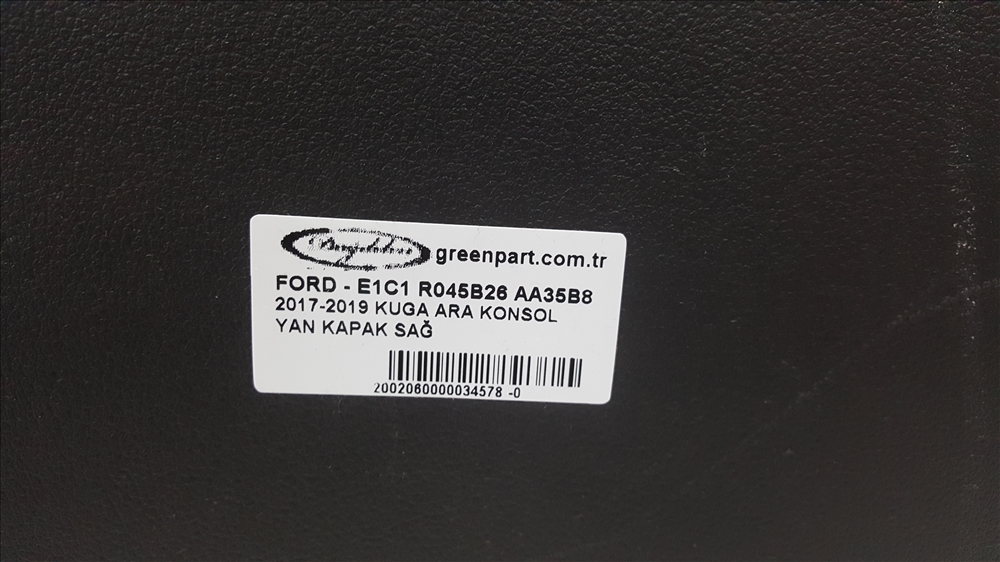 greenpart.com.tr
FORD - E1C1 R045B26 AA35B8
2017-2019 KUGA ARA KONSOL
YAN KAPAK SAĞ
2002060000034578 -0